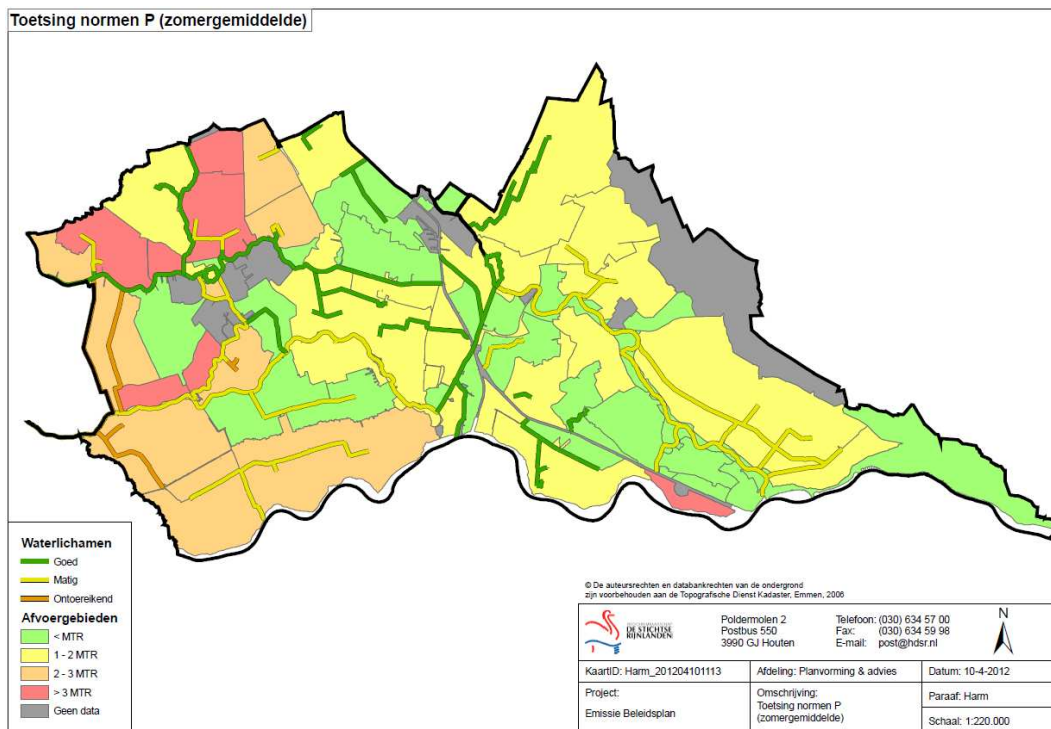 Toetsing normen P (zomergemiddelde)
Waterlichamen
Goed
Matig
Ontoereikend
Afvoergebieden
< MTR
1 - 2 MTR
2 - 3 MTR
> 3 MTR
Geen data
© De auteursrechten en databankrechten van de ondergrond
zijn voorbehouden aan de Topografische Dienst Kadaster, Emmen, 2006
DE STICHTSE
RIJNLANDEN
Poldermolen 2
Postbus 550
3990 GJ Houten
Telefoon: (030) 634 57 00
Fax: (030) 634 59 98
E-mail: post@hdsr.nl
N
KaartID: Harm_201204101113
Afdeling: Planvorming & advies
Datum: 10-4-2012
Project:
Emissie Beleidsplan
Omschrijving:
Toetsing normen P
(zomergemiddelde)
Paraaf: Harm
Schaal: 1:220.000